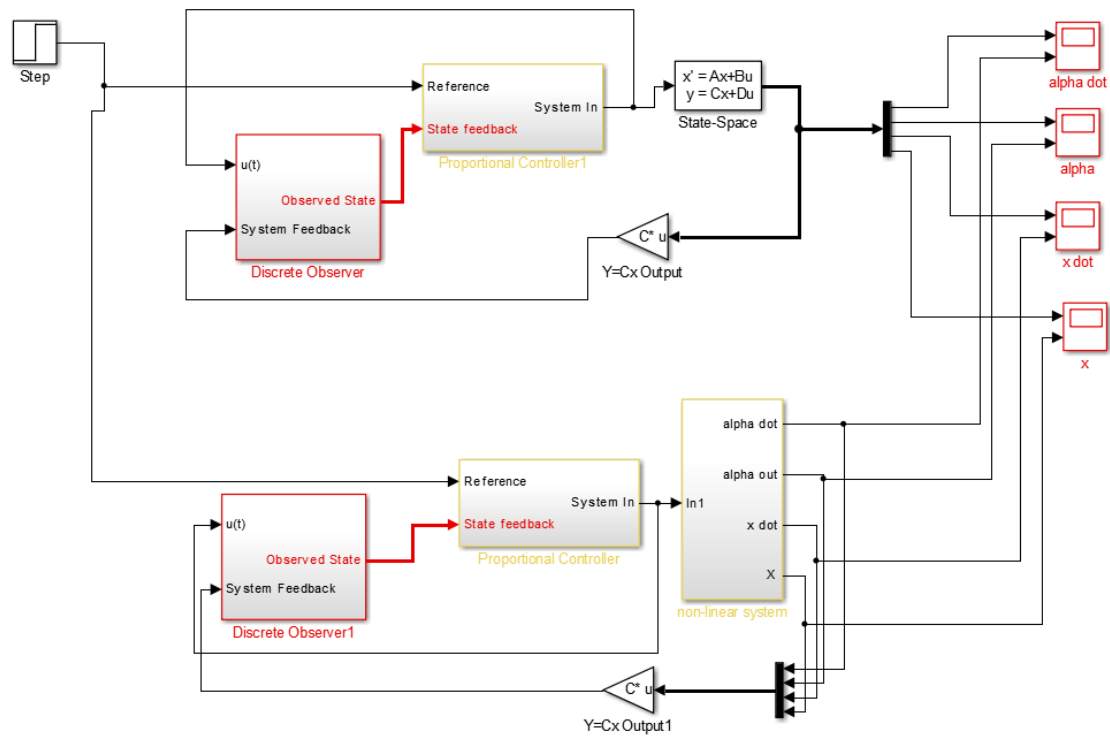 Step
Reference
System In
State feedback
Proportional Controller1
x' = Ax+Bu
y = Cx+Du
State-Space
alpha dot
alpha
x dot
x
u(t)
Observed State
System Feedback
Discrete Observer
C* u
Y=Cx Output
Reference
System In
State feedback
Proportional Controller
In1
alpha dot
alpha out
x dot
X
non-linear system
u(t)
Observed State
System Feedback
Discrete Observer1
C* u
Y=Cx Output1